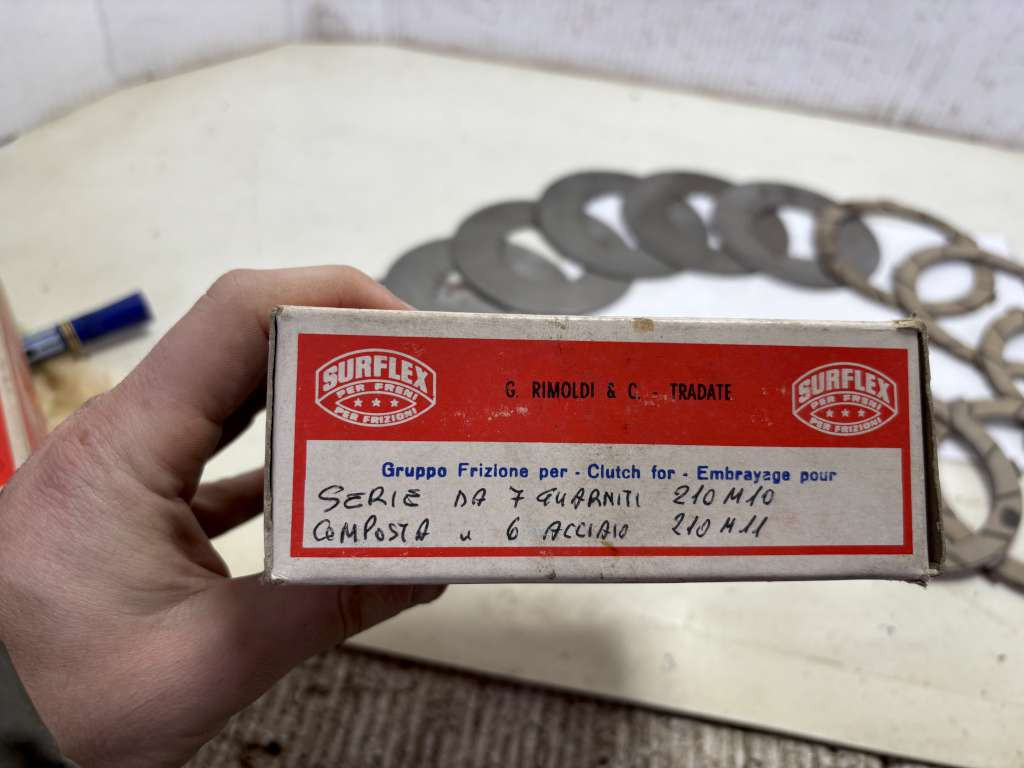 SURFLEX
PER FRENI
PER FRIZIONI
G. RIMOLDI & C. - TRADATE
SURFLEX
PER FRENI
PER FRIZIONI
Gruppo Frizione per - Clutch for - Embrayage pour
SERIE DA 7 GUARNITI 210 M10
COMPOSTA " 6 ACCIAIO 210 M11